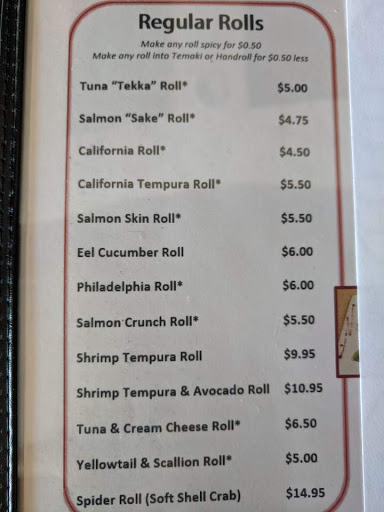 Regular Rolls
Make any roll spicy for $0.50
Make any roll into Temaki or Handroll for $0.50 less
Tuna “Tekka” Roll* $5.00
Salmon “Sake” Roll* $4.75
California Roll* $4.50
California Tempura Roll* $5.50
Salmon Skin Roll* $5.50
Eel Cucumber Roll $6.00
Philadelphia Roll* $6.00
Salmon Crunch Roll* $5.50
Shrimp Tempura Roll $9.95
Shrimp Tempura & Avocado Roll $10.95
Tuna & Cream Cheese Roll* $6.50
Yellowtail & Scallion Roll* $5.00
Spider Roll (Soft Shell Crab) $14.95